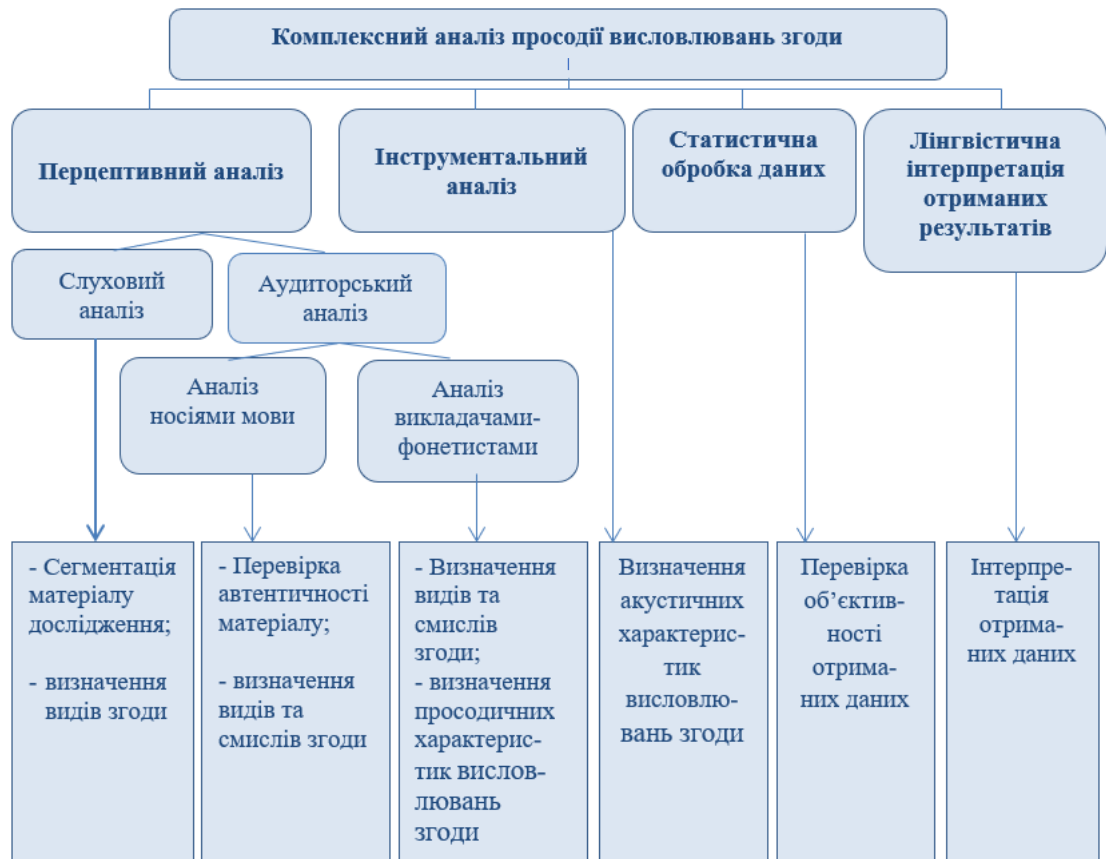 Комплексний аналіз просодії висловлювань згоди
Перцептивний аналіз
Інструментальний
аналіз
Статистична
обробка даних
Лінгвістична
інтерпретація
отриманих
результатів
Слуховий
аналіз
Аудиторський
аналіз
Аналіз
носіями мови
Аналіз
викладачами-
фонетистами
- Сегментація
матеріалу
дослідження;
- визначення
видів згоди
- Перевірка
автентичності
матеріалу;
- визначення
видів та
смислів згоди
- Визначення
видів та
смислів
згоди;
- визначення
просодичних
характерис-
тик вислов-
лювань
згоди
Визначення
акустичних
характерис-
тик
висловлю-
вань згоди
Перевірка
об’єктив-
ності
отрима-
них даних
Інтерпре-
тація
отрима-
них даних